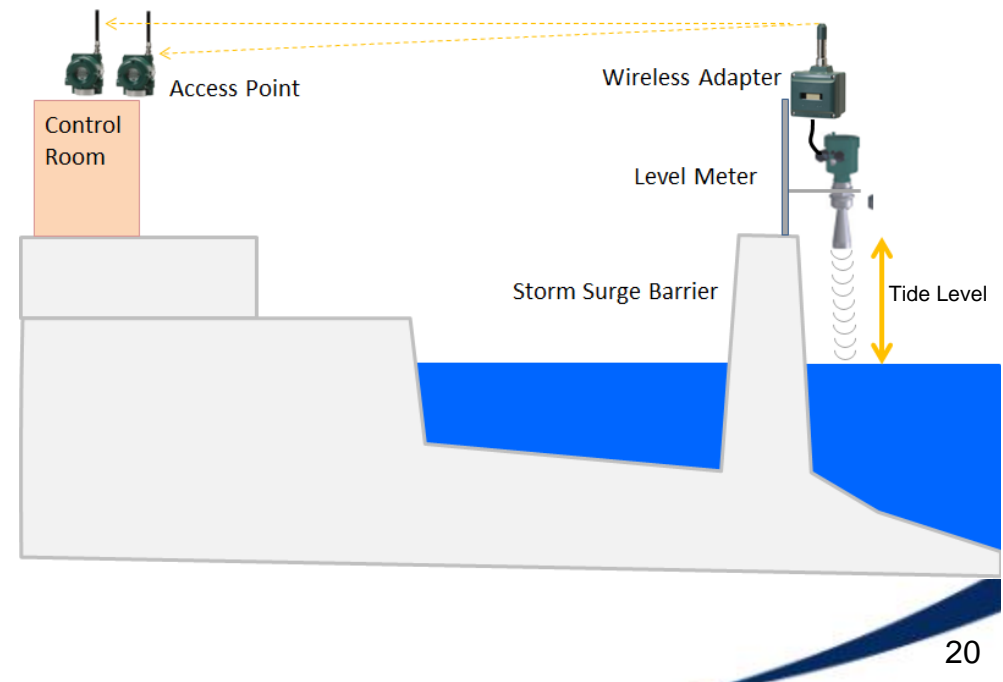 Access Point
Wireless Adapter
Control
Room
Level Meter
Storm Surge Barrier
Tide Level
20